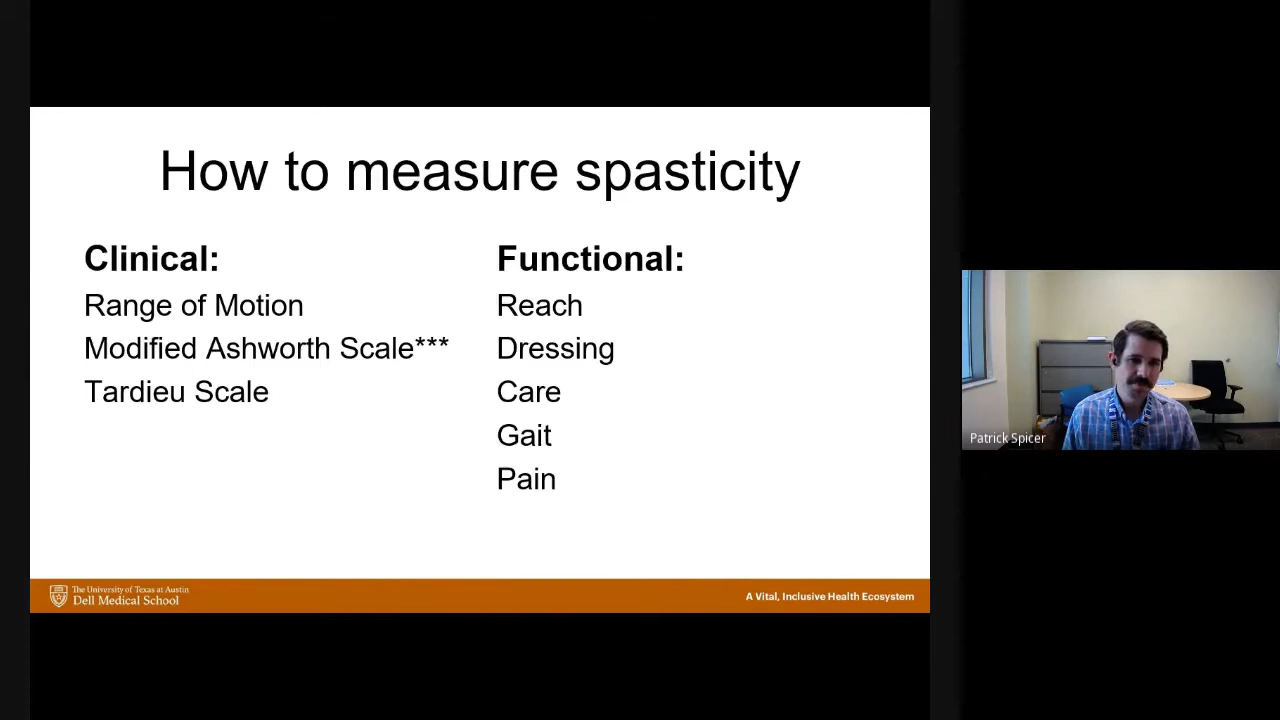 How to measure spasticity
Clinical:
Range of Motion
Modified Ashworth Scale***
Tardieu Scale
Functional:
Reach
Dressing
Care
Gait
Pain
The University of Texas at Austin
Dell Medical School
A Vital, Inclusive Health Ecosystem
Patrick Spicer